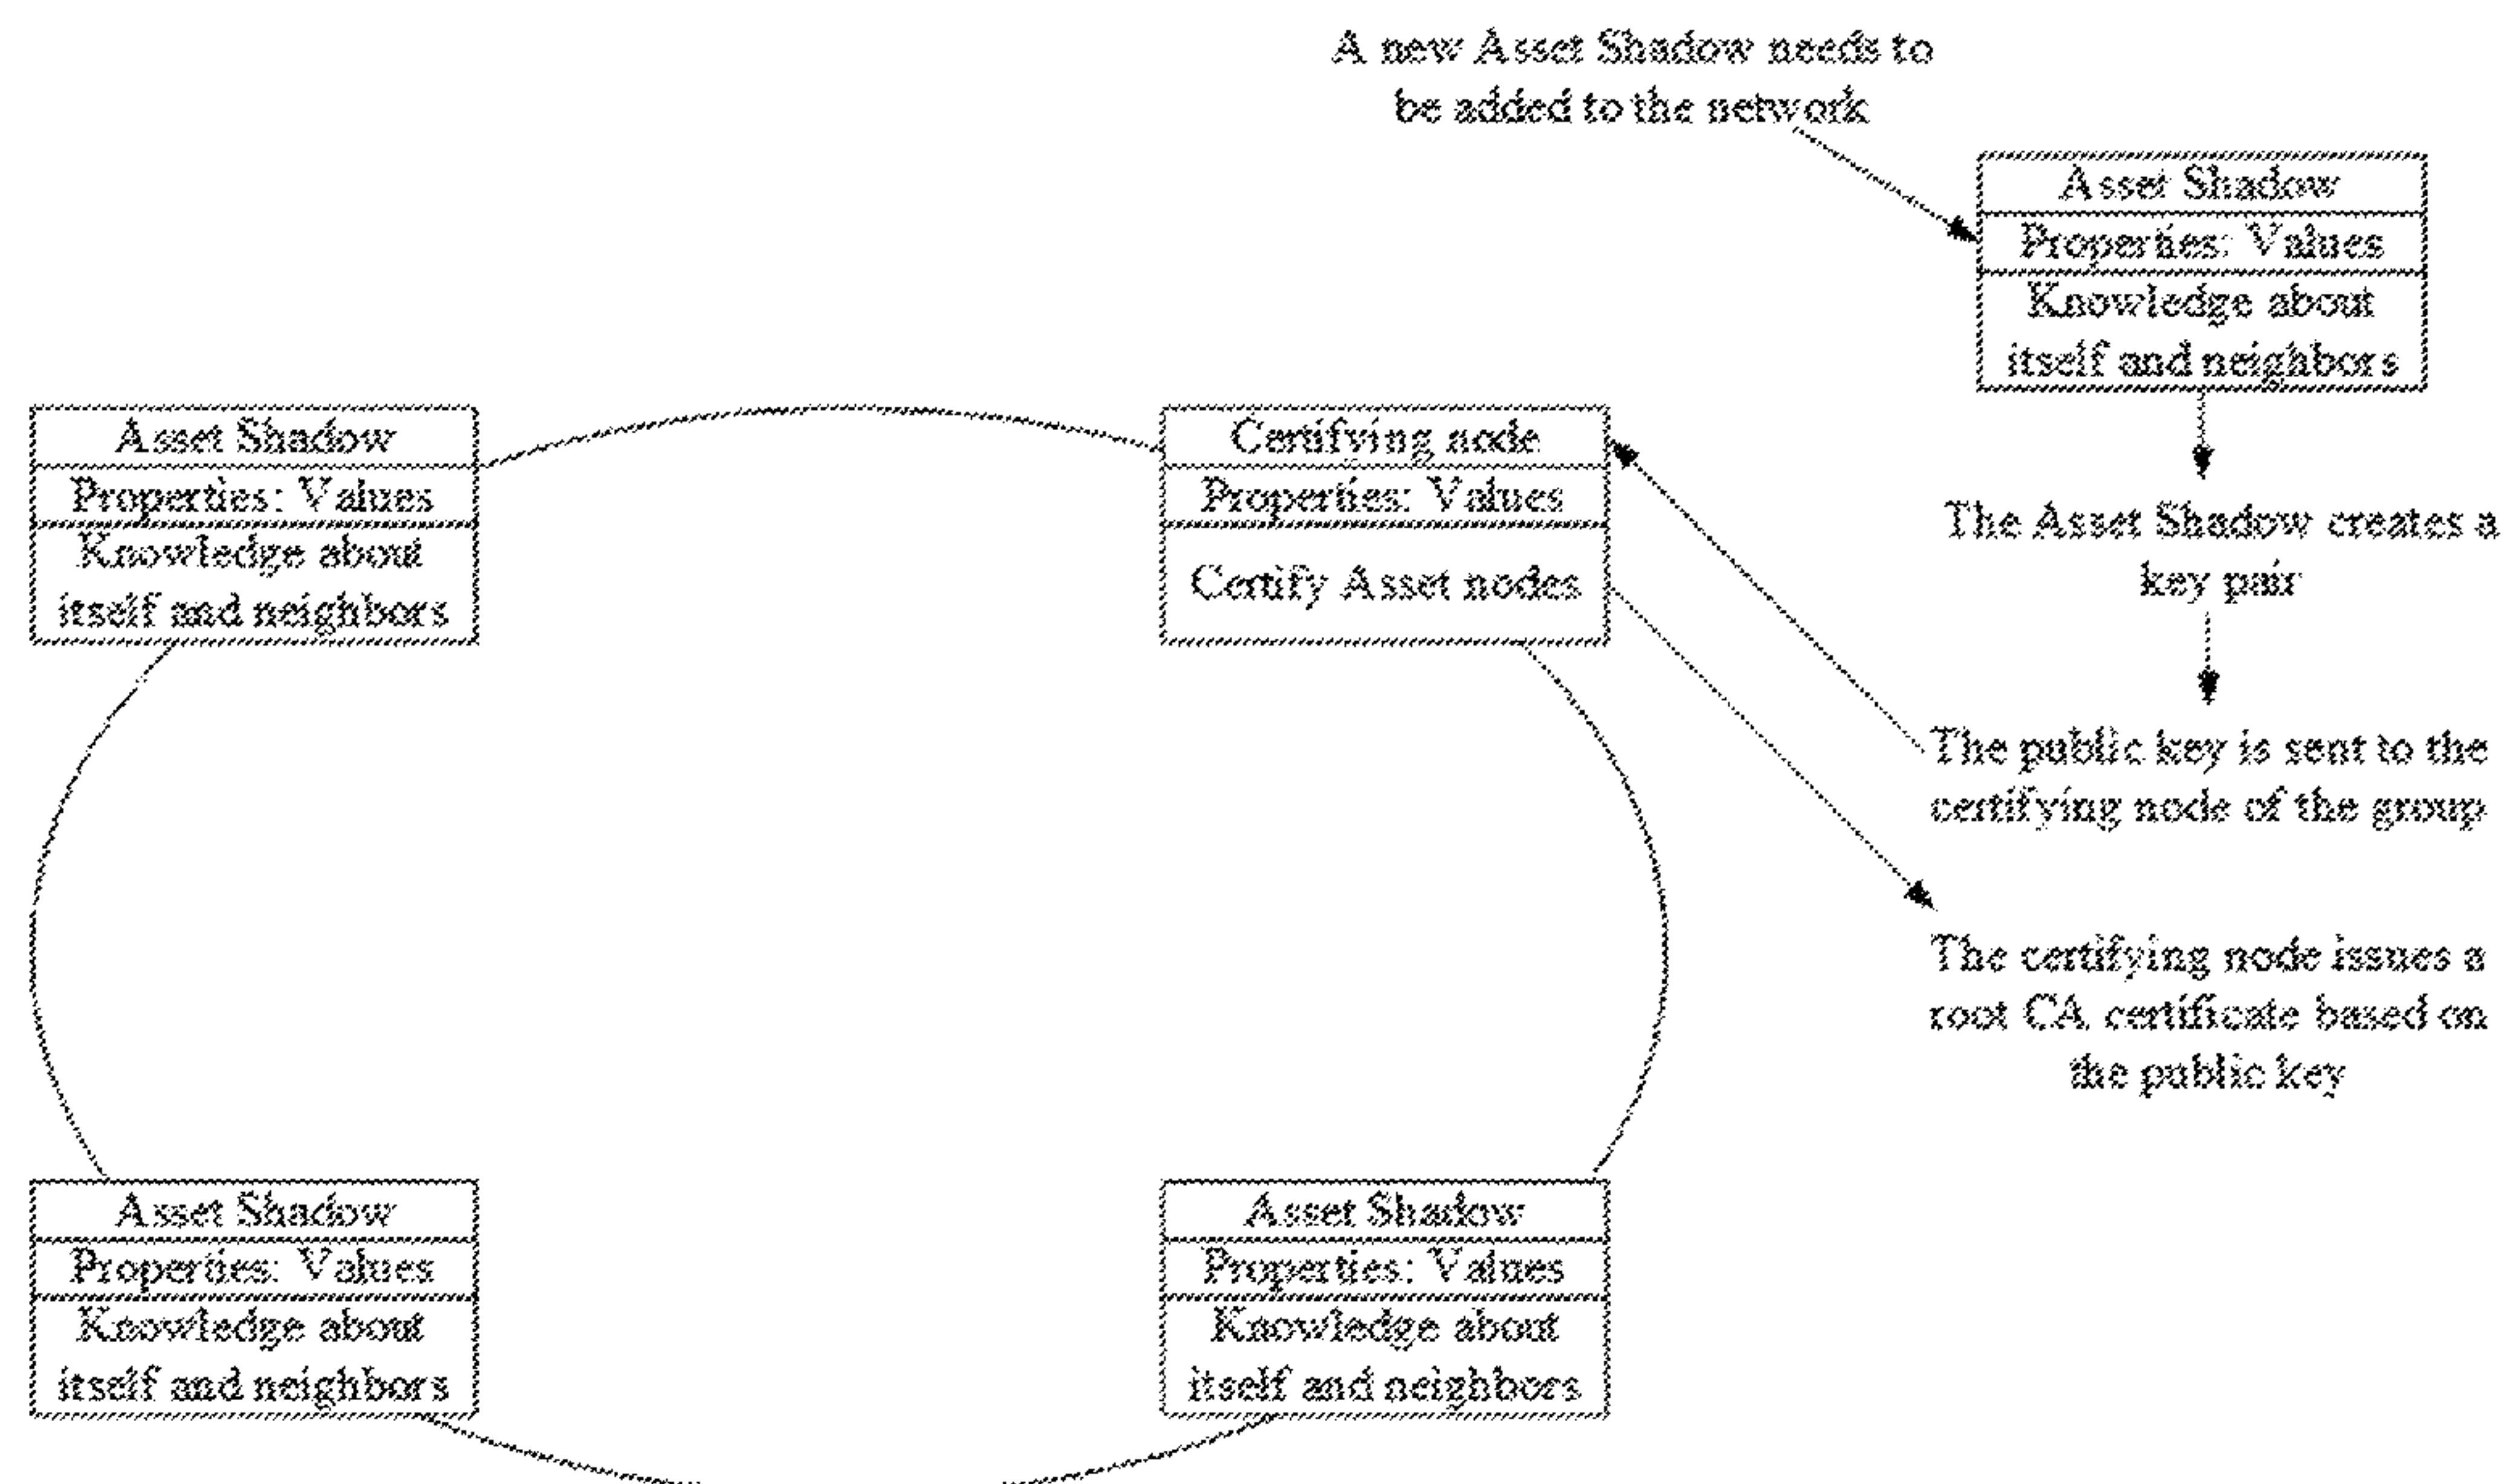 A new Asset Shadow needs to
be added to the network
Asset Shadow
Properties: Values
Knowledge about
itself and neighbors
Asset Shadow
Properties: Values
Knowledge about
itself and neighbors
Certifying node
Properties: Values
Certify Asset nodes
The Asset Shadow creates a
key pair
The public key is sent to the
certifying node of the group
The certifying node issues a
root CA certificate based on
the public key
Asset Shadow
Properties: Values
Knowledge about
itself and neighbors
Asset Shadow
Properties: Values
Knowledge about
itself and neighbors